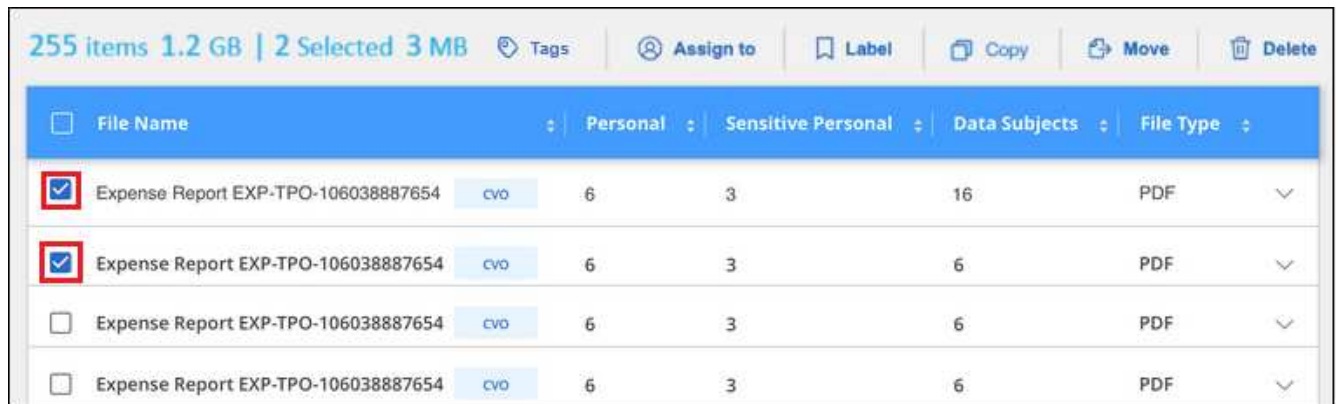 255 items 1.2 GB | 2 Selected 3 MB Tags Assign to Label Copy Move Delete
File Name Personal Sensitive Personal Data Subjects File Type
Expense Report EXP-TPO-106038887654 CVO 6 3 16 PDF
Expense Report EXP-TPO-106038887654 CVO 6 3 6 PDF
Expense Report EXP-TPO-106038887654 CVO 6 3 6 PDF
Expense Report EXP-TPO-106038887654 CVO 6 3 6 PDF